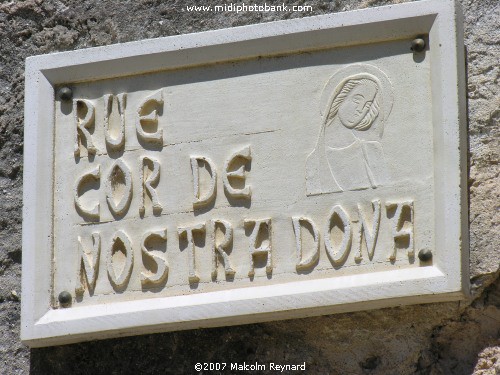 www.midiphotobank.com
RUE
COR DE
NOSTRA DONA
©2007 Malcolm Reynard